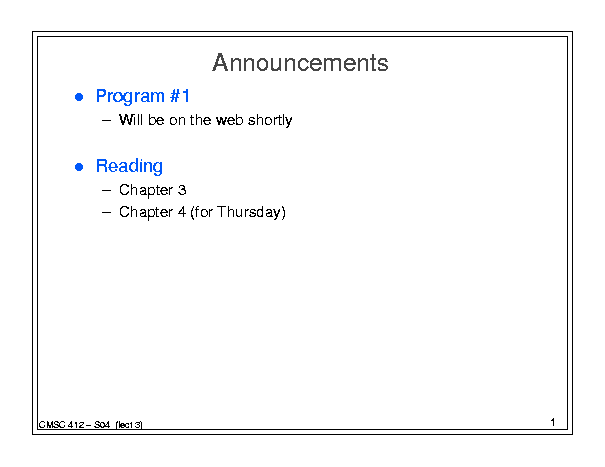 Announcements
● Program #1
– Will be on the web shortly
● Reading
– Chapter 3
– Chapter 4 (for Thursday)
CMSC 412 – S04 (lect 3)
1